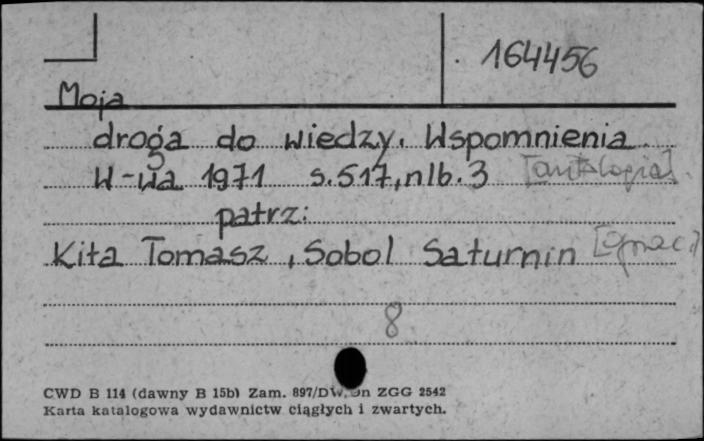 164456
Moja
droga do wiedzy. Wspomnienia.
W-wa 1971 s.517, nlb.3 [antologia].
patrz:
Kita Tomasz, Sobol Saturnin [oprac.]
8
CWD B 114 (dawny B 15b) Zam. 897/DW. ZGG 2542
Karta katalogowa wydawnictw ciągłych i zwartych.